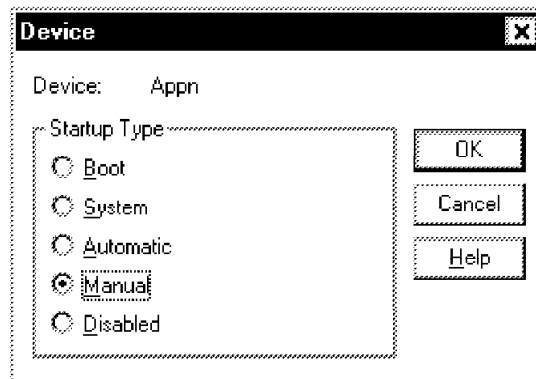 Device
Device: Appn
Startup Type
Boot
System
Automatic
Manual
Disabled
OK
Cancel
Help